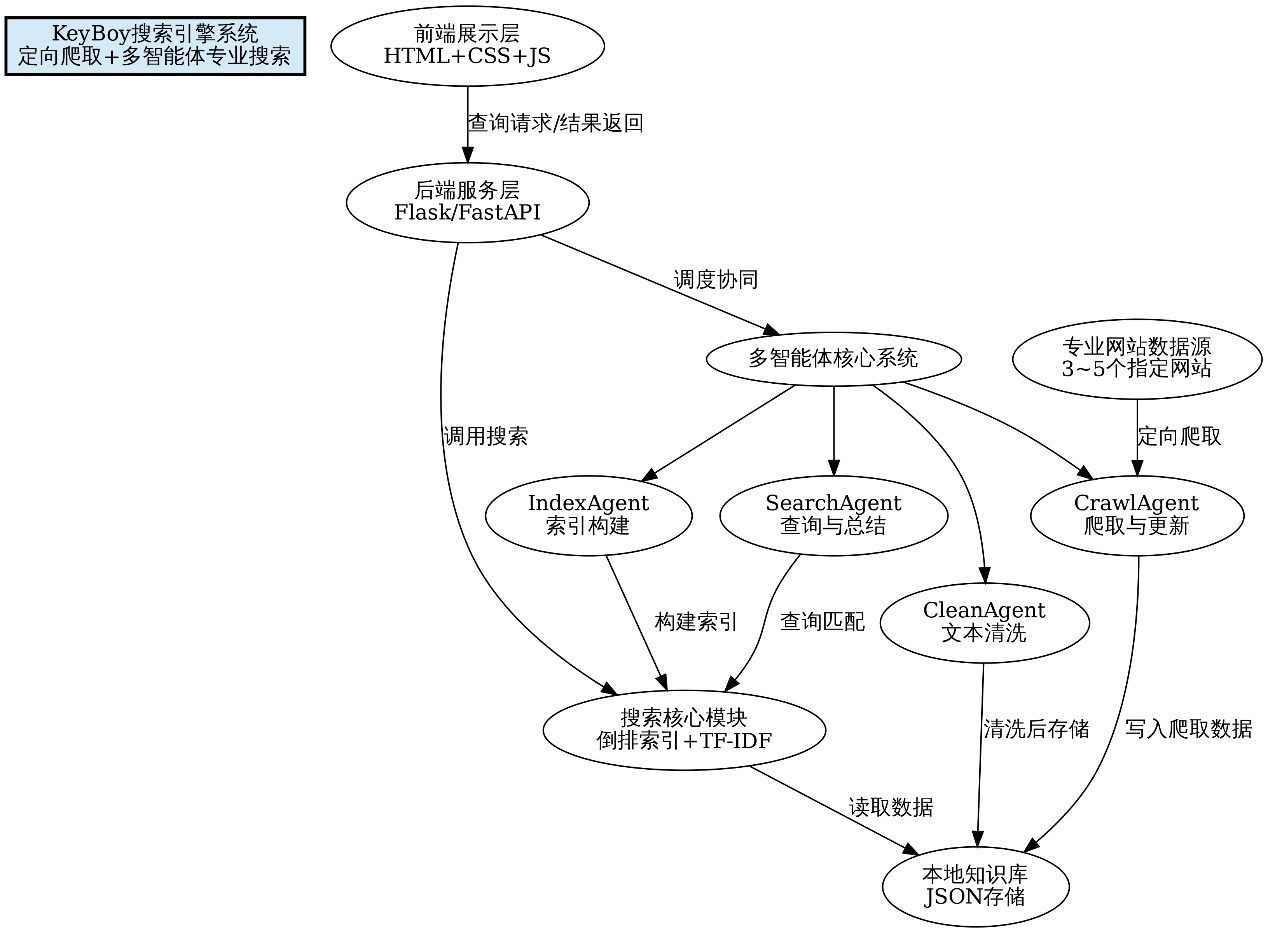 KeyBoy搜索引擎系统
定向爬取+多智能体专业搜索
前端展示层
HTML+CSS+JS
查询请求/结果返回
后端服务层
Flask/FastAPI
调度协同
多智能体核心系统
专业网站数据源
3~5个指定网站
调用搜索
定向爬取
IndexAgent
索引构建
SearchAgent
查询与总结
CrawlAgent
爬取与更新
构建索引
查询匹配
CleanAgent
文本清洗
搜索核心模块
倒排索引+TF-IDF
清洗后存储
写入爬取数据
读取数据
本地知识库
JSON存储